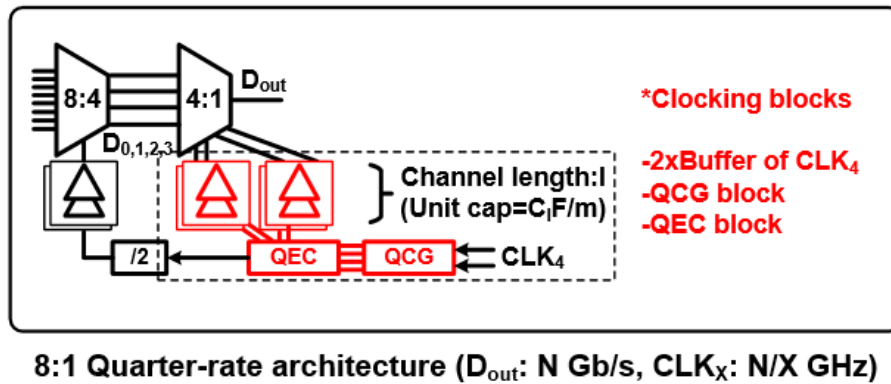 8:4
4:1
Dout
D0,1,2,3
*Clocking blocks
-2xBuffer of CLK4
-QCG block
-QEC block
Channel length:l
(Unit cap=ClF/m)
/2
QEC
QCG
CLK4
8:1 Quarter-rate architecture (Dout: N Gb/s, CLKX: N/X GHz)